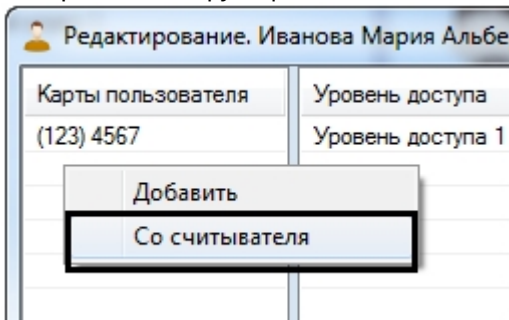 Редактирование. Иванова Мария Альбе
Карты пользователя Уровень доступа
(123) 4567 Уровень доступа 1
Добавить
Со считывателя